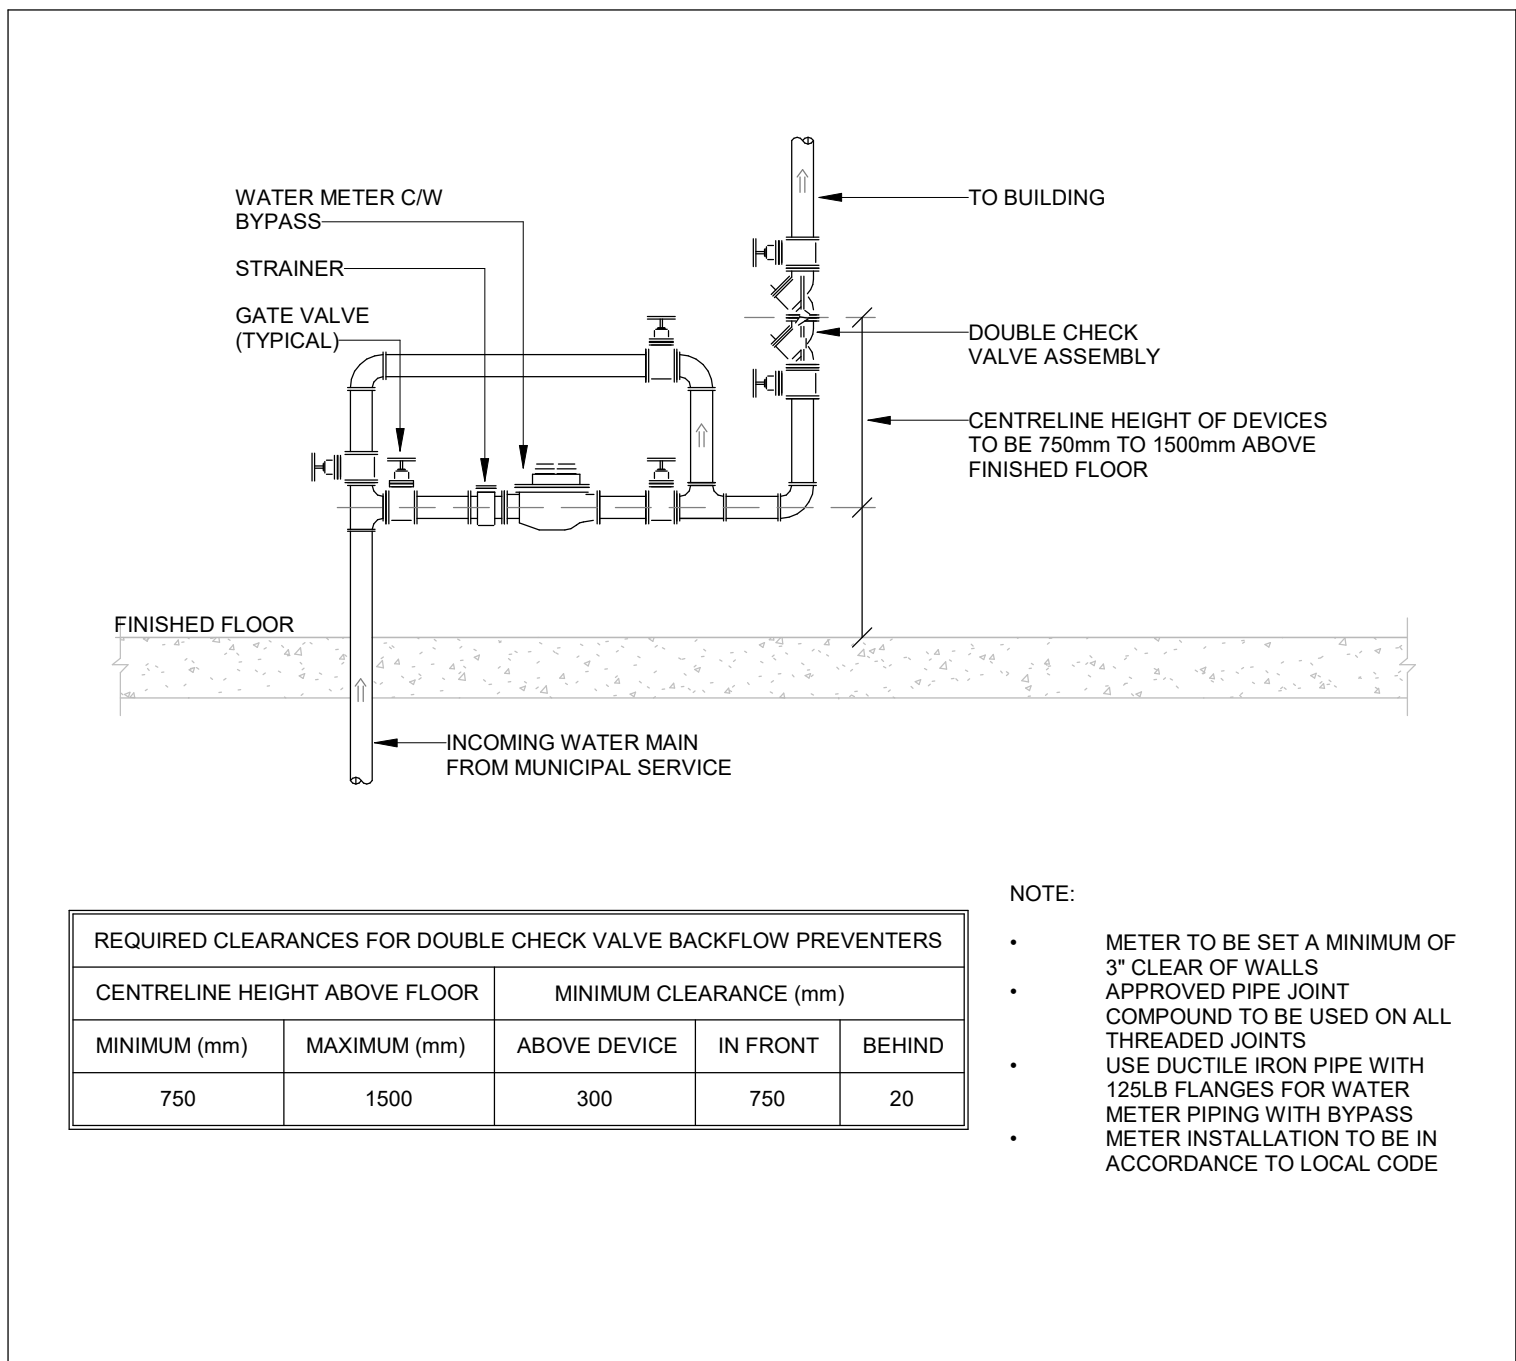 WATER METER C/W
BYPASS
STRAINER
GATE VALVE
(TYPICAL)
TO BUILDING
DOUBLE CHECK
VALVE ASSEMBLY
CENTRELINE HEIGHT OF DEVICES
TO BE 750mm TO 1500mm ABOVE
FINISHED FLOOR
FINISHED FLOOR
INCOMING WATER MAIN
FROM MUNICIPAL SERVICE
REQUIRED CLEARANCES FOR DOUBLE CHECK VALVE BACKFLOW PREVENTERS
CENTRELINE HEIGHT ABOVE FLOOR MINIMUM CLEARANCE (mm)
MINIMUM (mm) MAXIMUM (mm) ABOVE DEVICE IN FRONT BEHIND
750 1500 300 750 20
NOTE:
• METER TO BE SET A MINIMUM OF
3" CLEAR OF WALLS
• APPROVED PIPE JOINT
COMPOUND TO BE USED ON ALL
THREADED JOINTS
• USE DUCTILE IRON PIPE WITH
125LB FLANGES FOR WATER
METER PIPING WITH BYPASS
• METER INSTALLATION TO BE IN
ACCORDANCE TO LOCAL CODE